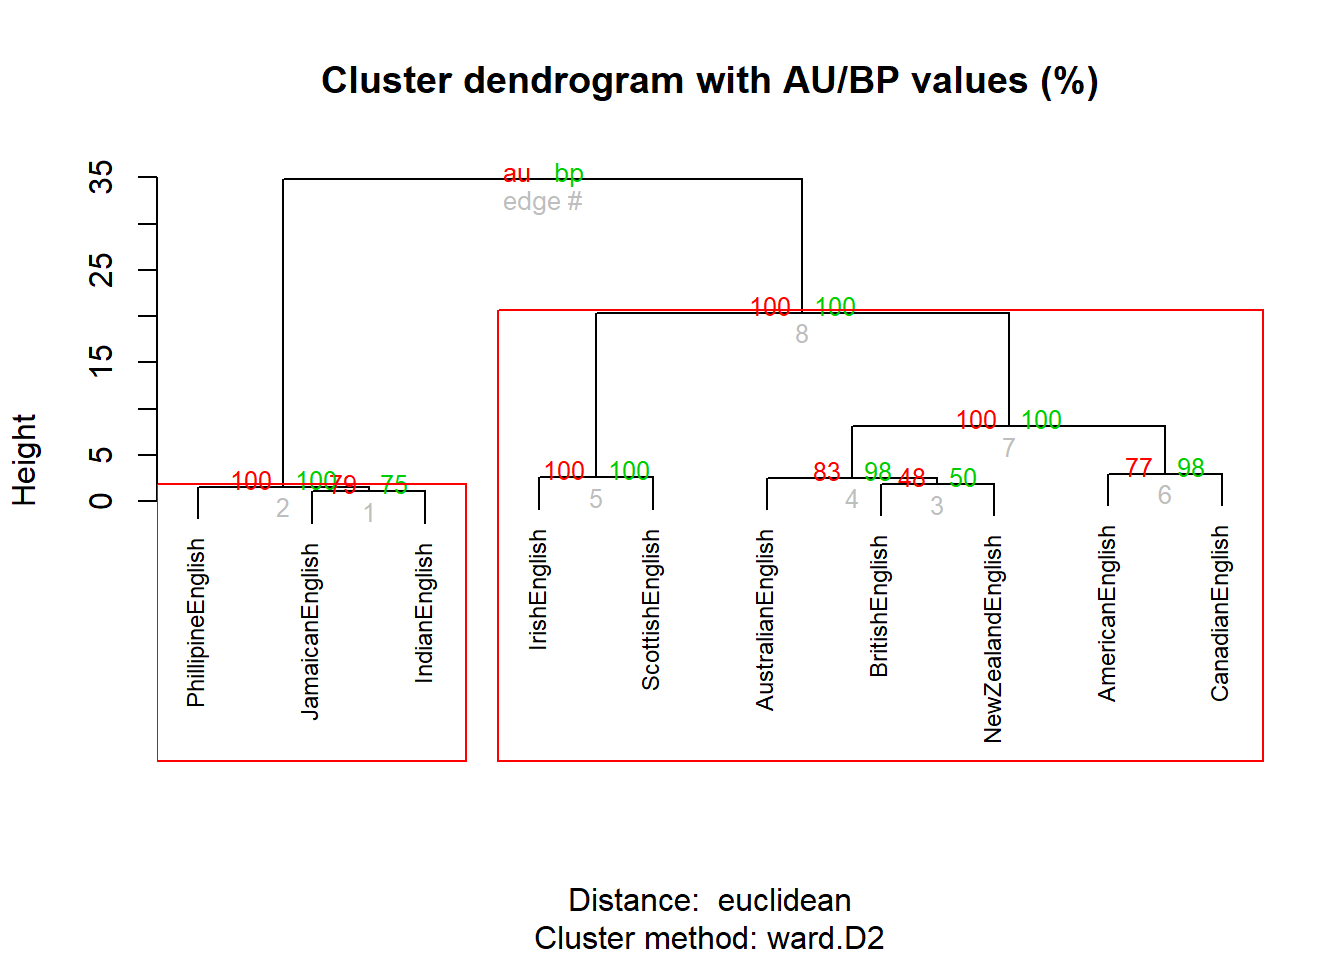 Cluster dendrogram with AU/BP values (%)
35
25
15
5
0
Height
au bp
edge #
100 100
8
100 100
7
100 100
2
79 75
1
100 100
5
83 98
4
48 50
3
77 98
6
PhillipineEnglish
JamaicanEnglish
IndianEnglish
IrishEnglish
ScottishEnglish
AustralianEnglish
BritishEnglish
NewZealandEnglish
AmericanEnglish
CanadianEnglish
Distance: euclidean
Cluster method: ward.D2